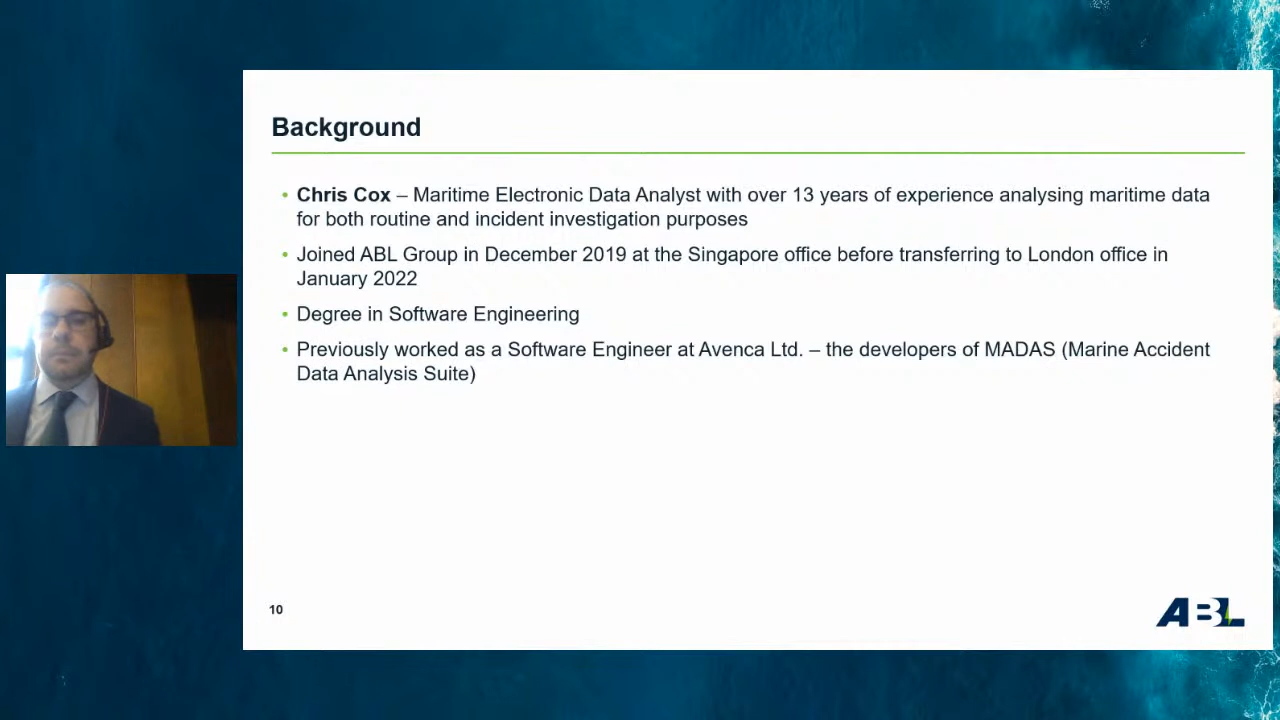 Background
• Chris Cox – Maritime Electronic Data Analyst with over 13 years of experience analysing maritime data
for both routine and incident investigation purposes
• Joined ABL Group in December 2019 at the Singapore office before transferring to London office in
January 2022
• Degree in Software Engineering
• Previously worked as a Software Engineer at Avenca Ltd. – the developers of MADAS (Marine Accident
Data Analysis Suite)
10
ABL